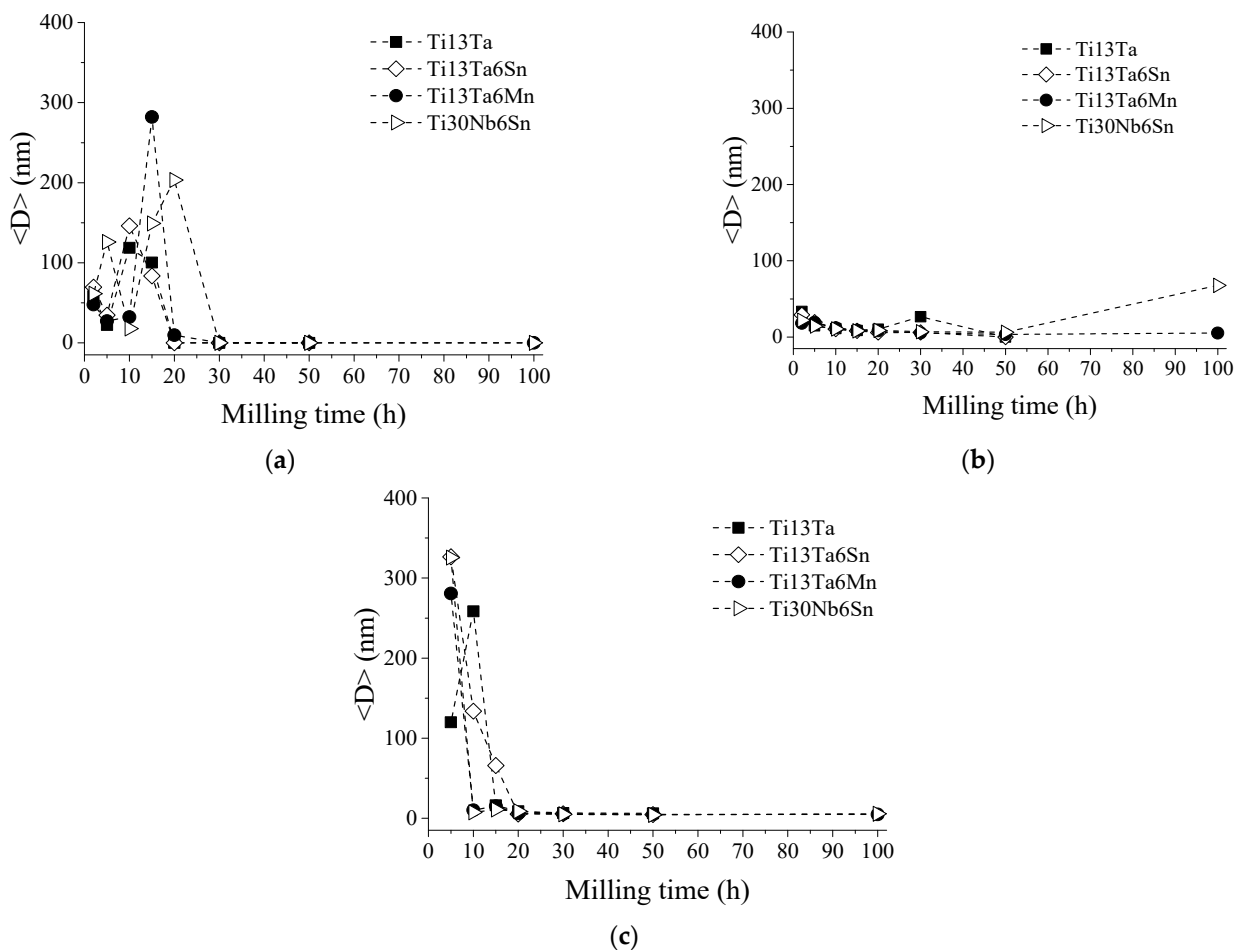 400
300
200
100
0
<D> (nm)
Ti13Ta
Ti13Ta6Sn
Ti13Ta6Mn
Ti30Nb6Sn
0 10 20 30 40 50 60 70 80 90 100
Milling time (h)
(a)
400
300
200
100
0
<D> (nm)
Ti13Ta
Ti13Ta6Sn
Ti13Ta6Mn
Ti30Nb6Sn
0 10 20 30 40 50 60 70 80 90 100
Milling time (h)
(b)
400
300
200
100
0
<D> (nm)
Ti13Ta
Ti13Ta6Sn
Ti13Ta6Mn
Ti30Nb6Sn
0 10 20 30 40 50 60 70 80 90 100
Milling time (h)
(c)